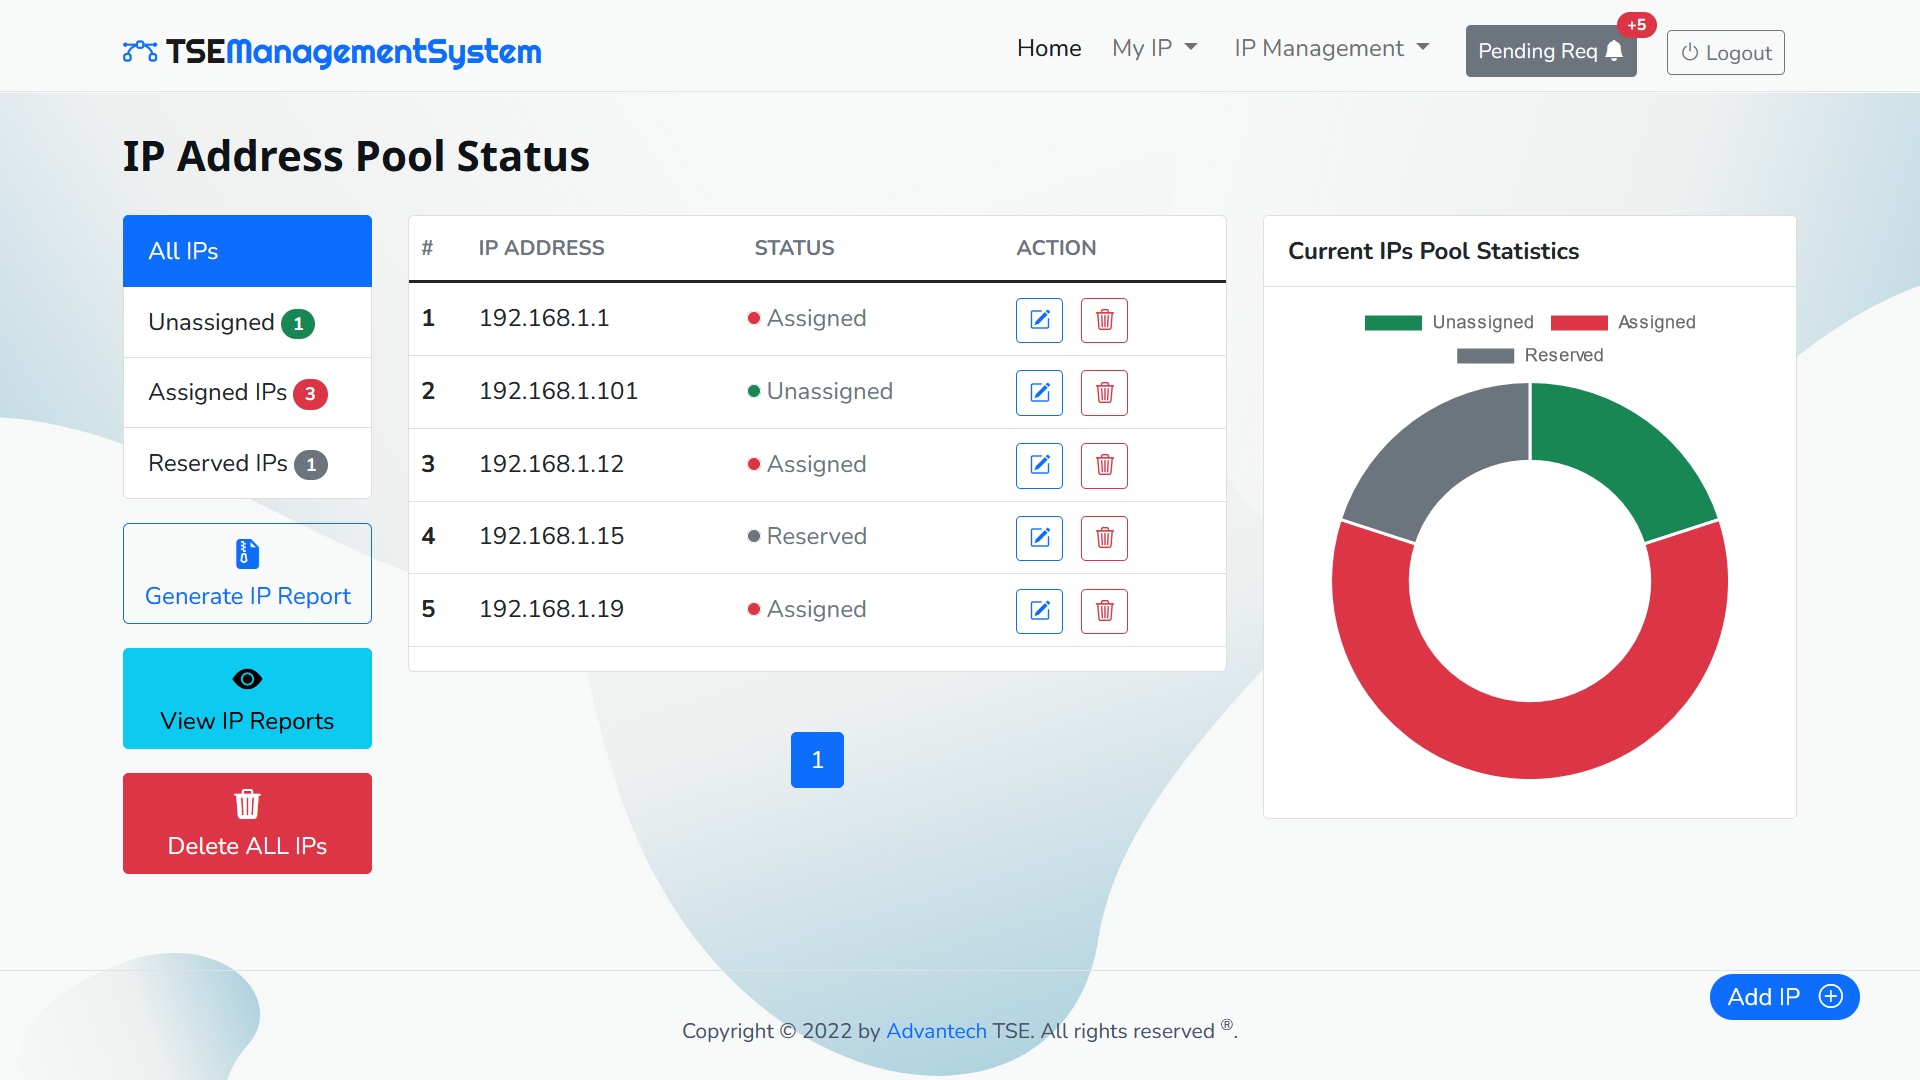 TSEManagementSystem
Home
My IP
IP Management
Pending Req
+5
Logout
IP Address Pool Status
All IPs
Unassigned 1
Assigned IPs 3
Reserved IPs 1
Generate IP Report
View IP Reports
Delete ALL IPs
# IP ADDRESS STATUS ACTION
1 192.168.1.1 Assigned
2 192.168.1.101 Unassigned
3 192.168.1.12 Assigned
4 192.168.1.15 Reserved
5 192.168.1.19 Assigned
1
Current IPs Pool Statistics
Unassigned Assigned
Reserved
Add IP
Copyright © 2022 by Advantech TSE. All rights reserved ®.